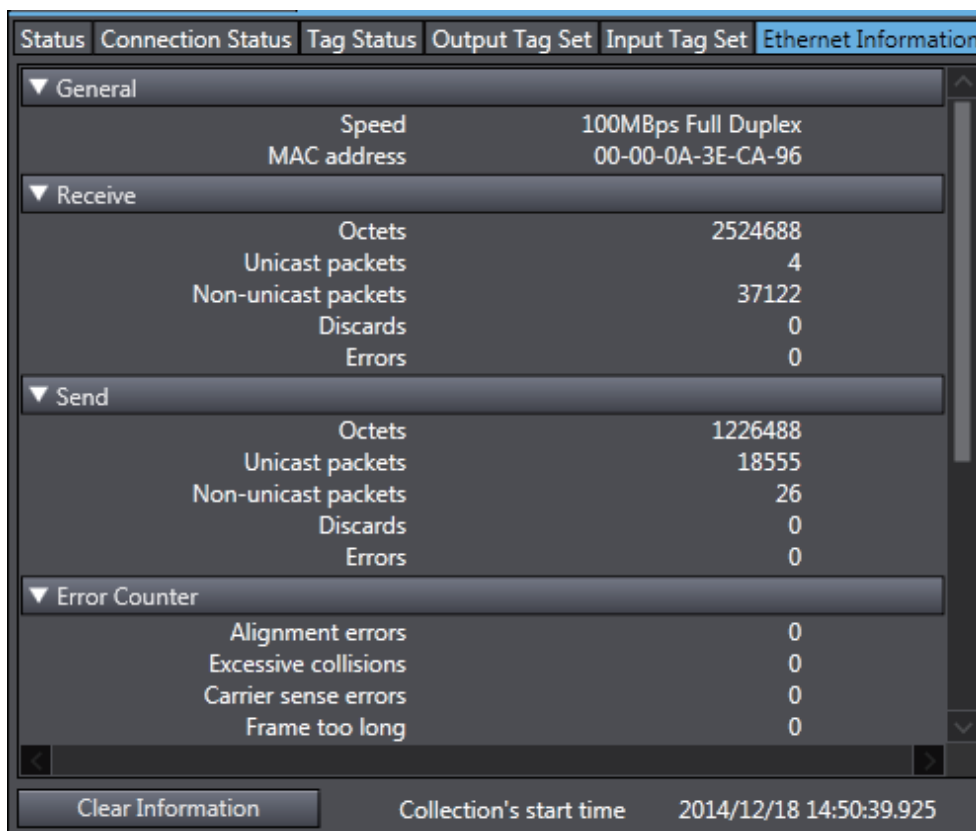 Status Connection Status Tag Status Output Tag Set Input Tag Set Ethernet Information
General
Speed 100MBps Full Duplex
MAC address 00-00-0A-3E-CA-96
Receive
Octets 2524688
Unicast packets 4
Non-unicast packets 37122
Discards 0
Errors 0
Send
Octets 1226488
Unicast packets 18555
Non-unicast packets 26
Discards 0
Errors 0
Error Counter
Alignment errors 0
Excessive collisions 0
Carrier sense errors 0
Frame too long 0
Clear Information Collection's start time 2014/12/18 14:50:39.925